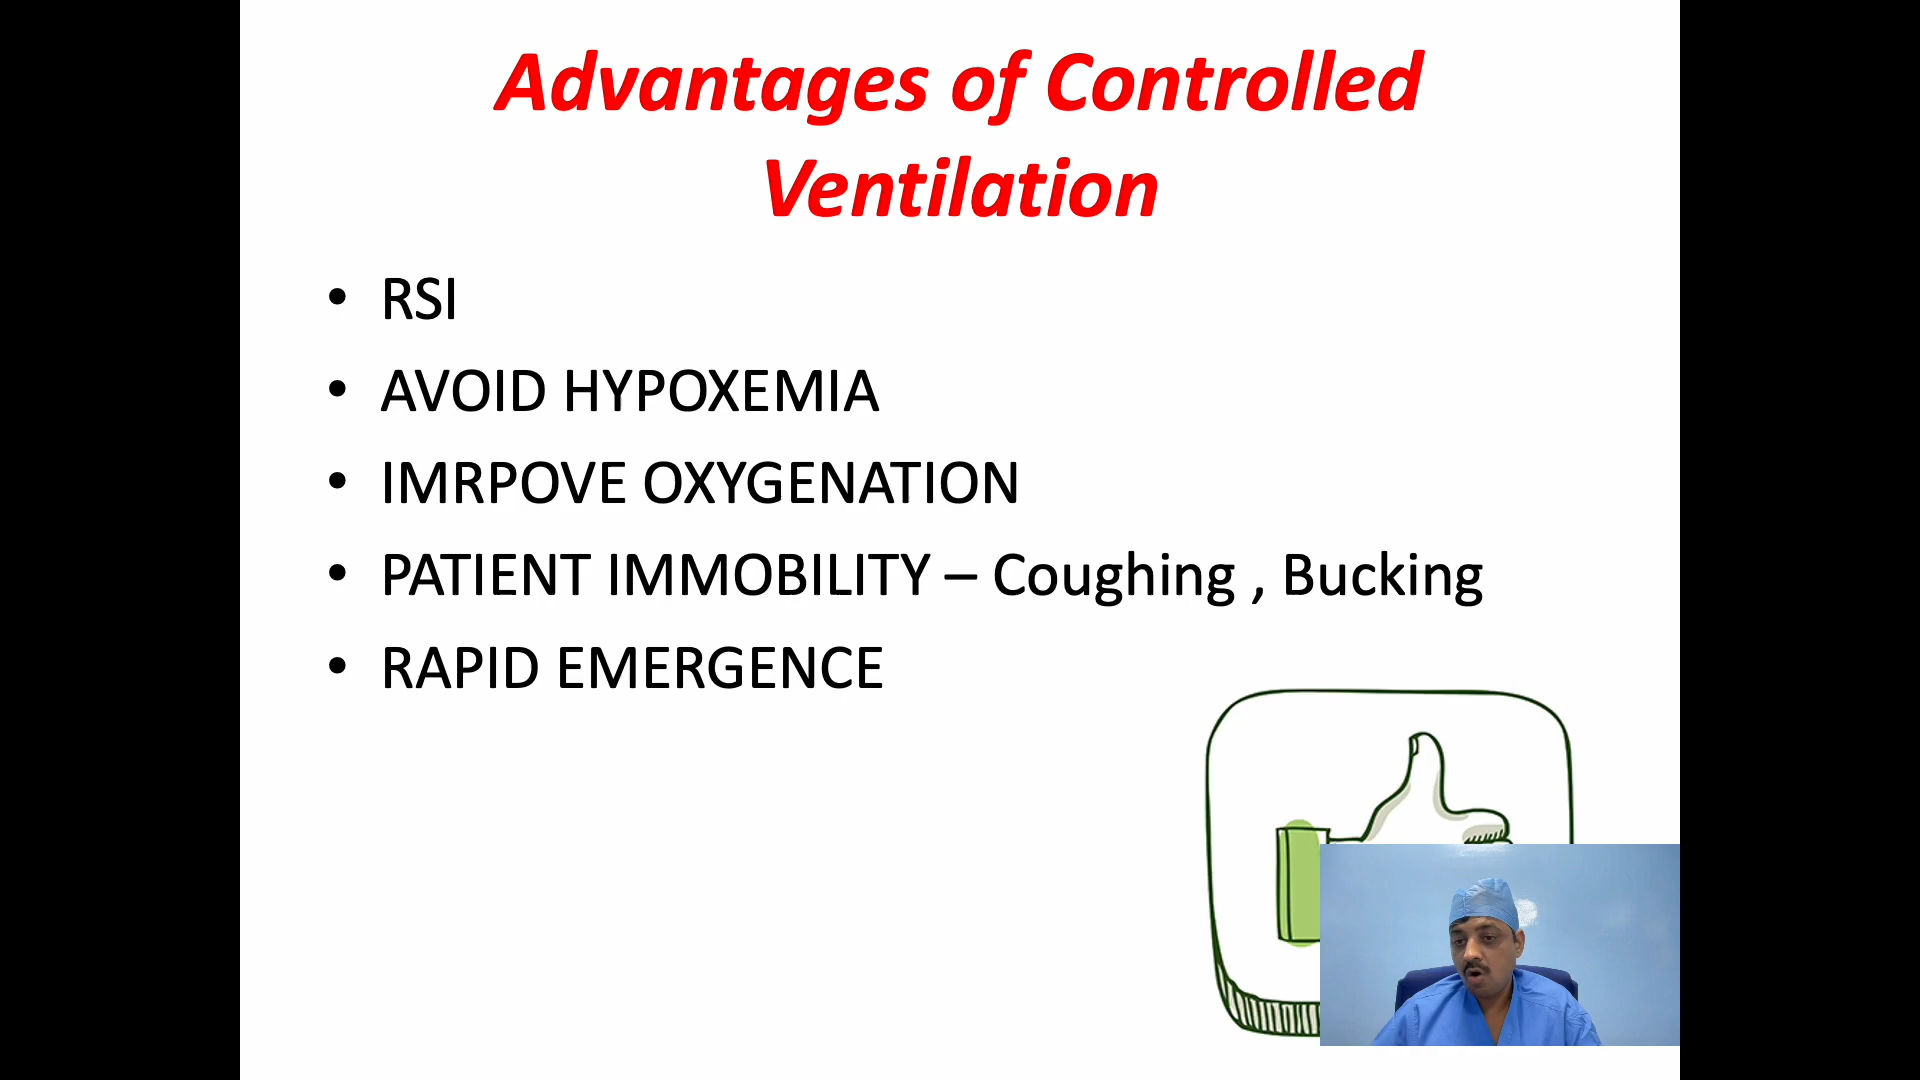 Advantages of Controlled
Ventilation
• RSI
• AVOID HYPOXEMIA
• IMRPOVE OXYGENATION
• PATIENT IMMOBILITY – Coughing , Bucking
• RAPID EMERGENCE